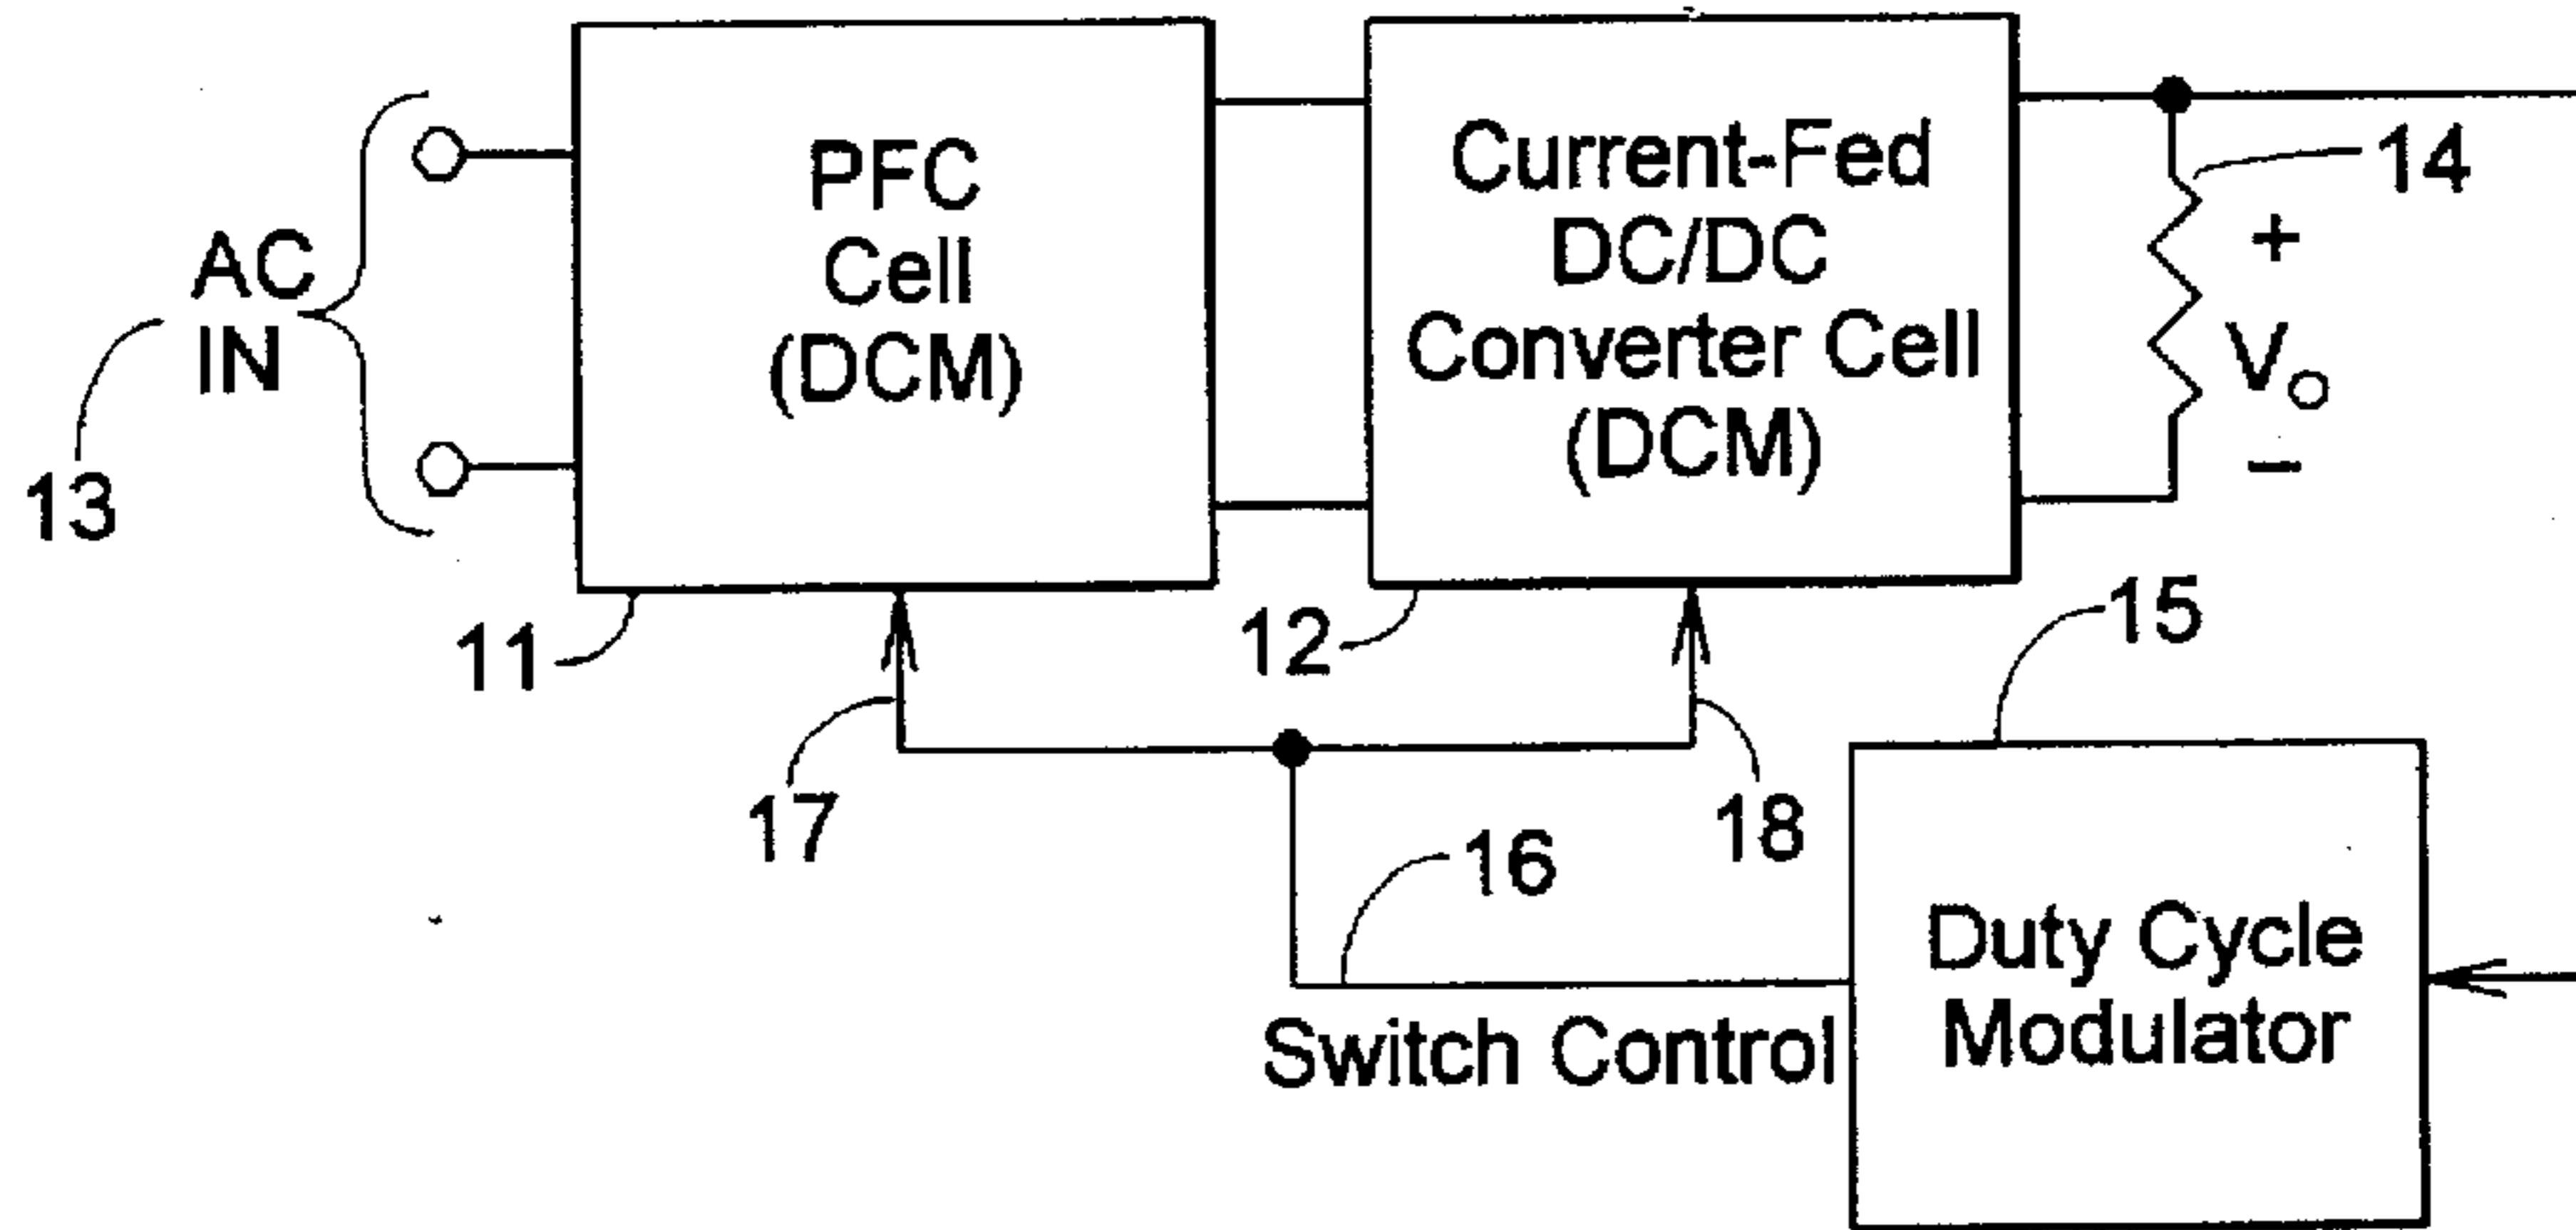 AC
IN
13
PFC
Cell
(DCM)
11
Current-Fed
DC/DC
Converter Cell
(DCM)
12
14
+
Vo
−
15
17
18
16
Switch Control
Duty Cycle
Modulator